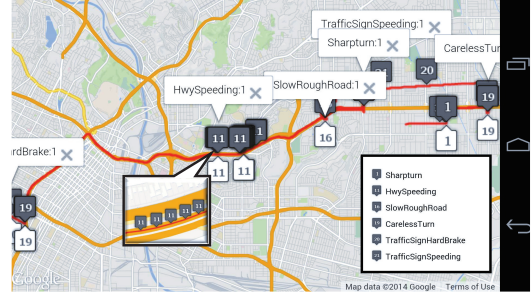 TrafficSignSpeeding:1
Sharpturn:1
CarelessTur
20
HwySpeeding:1
SlowRoughRoad:1
19
11
11
1
1
16
19
1
11
11
rdBrake:1
19
19
11
11
11
11
11
Sharpturn
HwySpeeding
SlowRoughRoad
CarelessTurn
TrafficSignHardBrake
TrafficSignSpeeding
Google
Map data ©2014 Google
Terms of Use